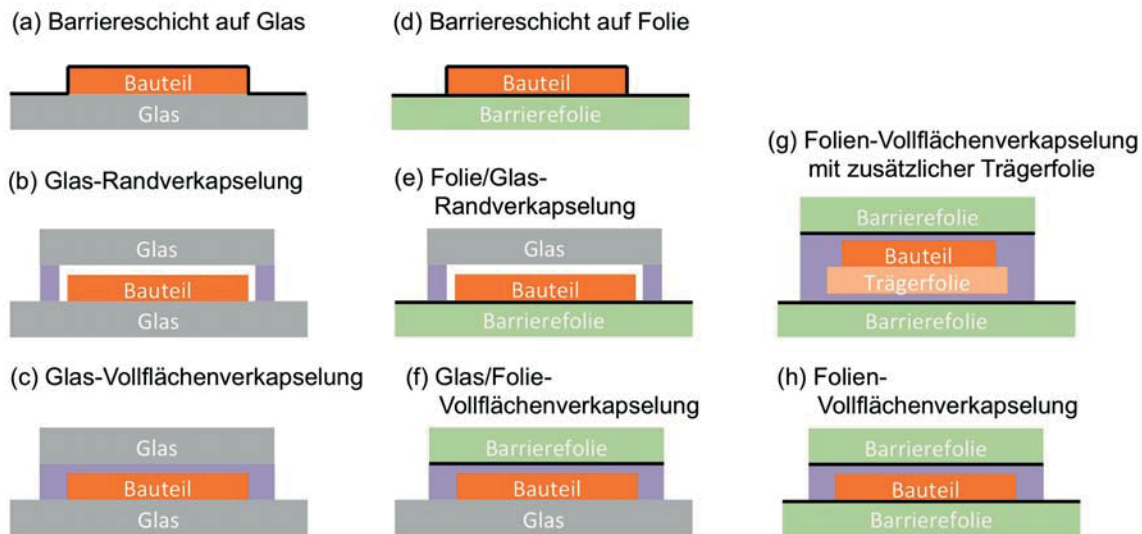 (a) Barriereschicht auf Glas
Bauteil
Glas
(b) Glas-Randverkapselung
Glas
Bauteil
Glas
(c) Glas-Vollflächenverkapselung
Glas
Bauteil
Glas
(d) Barriereschicht auf Folie
Bauteil
Barrierefolie
(e) Folie/Glas-
Randverkapselung
Glas
Bauteil
Barrierefolie
(f) Glas/Folie-
Vollflächenverkapselung
Barrierefolie
Bauteil
Glas
(g) Folien-Vollflächenverkapselung
mit zusätzlicher Trägerfolie
Barrierefolie
Bauteil
Trägerfolie
Barrierefolie
(h) Folien-
Vollflächenverkapselung
Barrierefolie
Bauteil
Barrierefolie